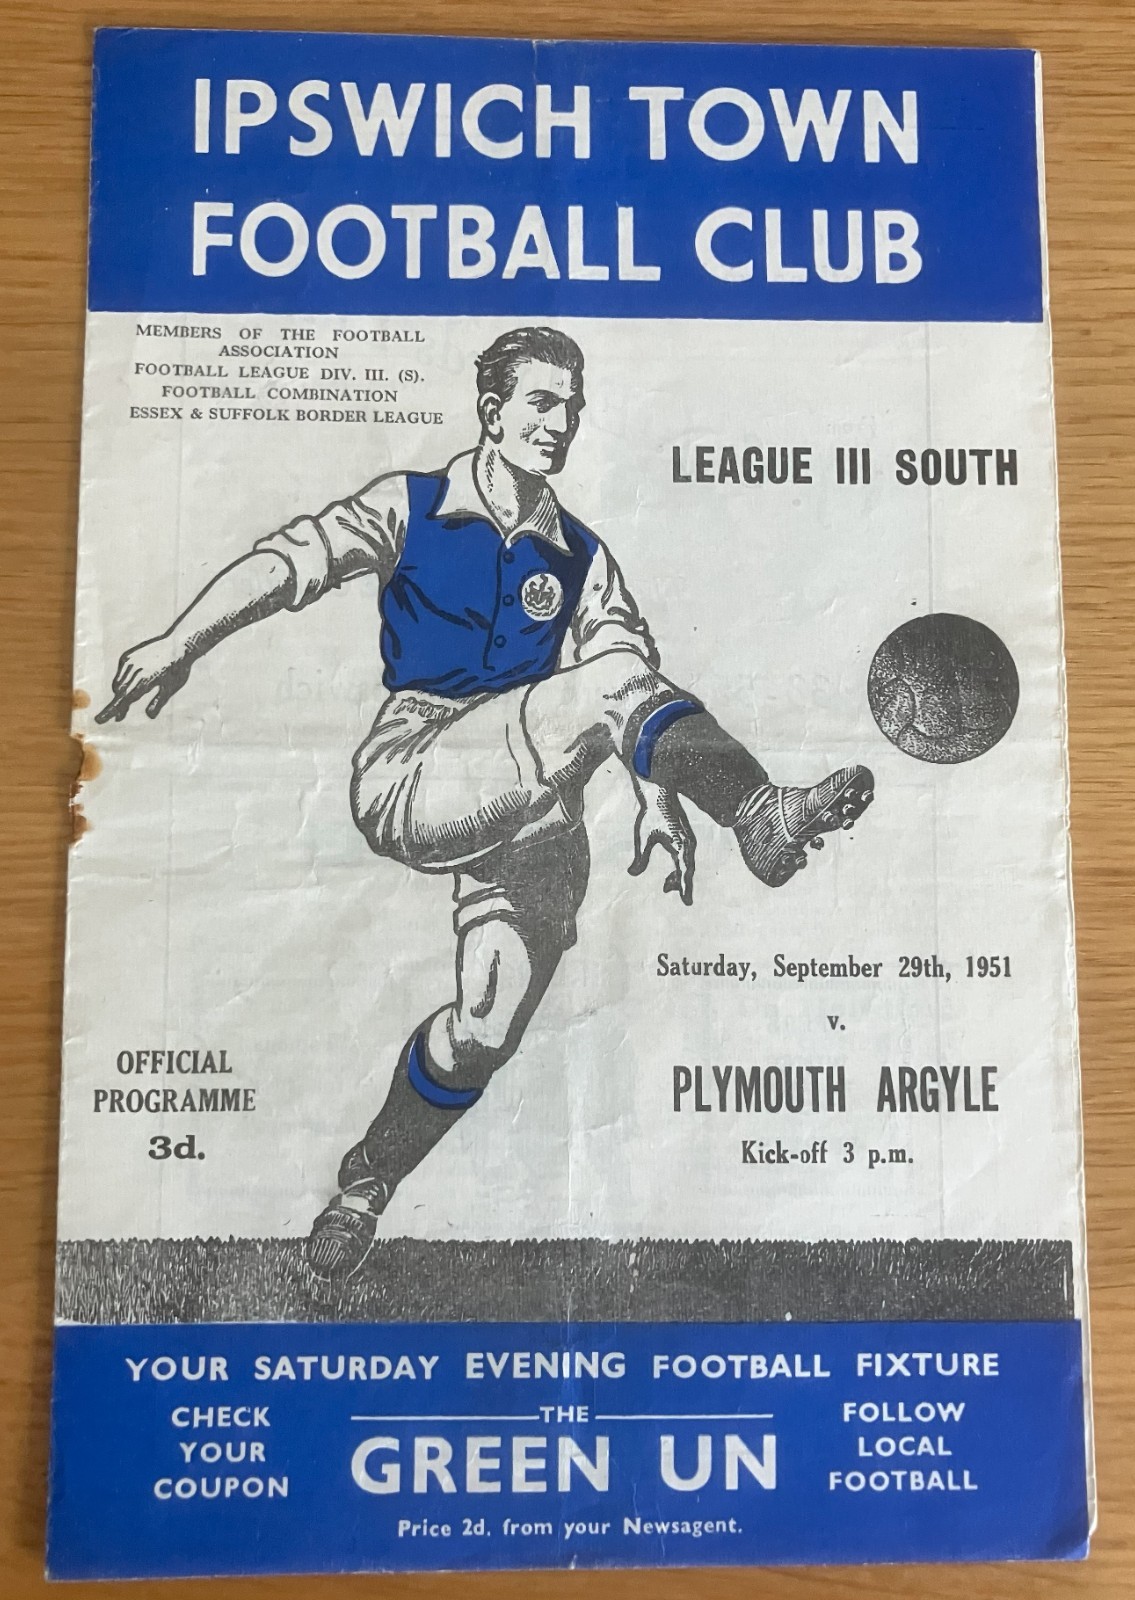 IPSWICH TOWN
FOOTBALL CLUB
MEMBERS OF THE FOOTBALL
ASSOCIATION
FOOTBALL LEAGUE DIV. III. (S).
FOOTBALL COMBINATION
ESSEX & SUFFOLK BORDER LEAGUE
LEAGUE III SOUTH
Saturday, September 29th, 1951
v.
PLYMOUTH ARGYLE
Kick-off 3 p.m.
OFFICIAL
PROGRAMME
3d.
YOUR SATURDAY EVENING FOOTBALL FIXTURE
CHECK
YOUR
COUPON
THE
GREEN UN
FOLLOW
LOCAL
FOOTBALL
Price 2d. from your Newsagent.